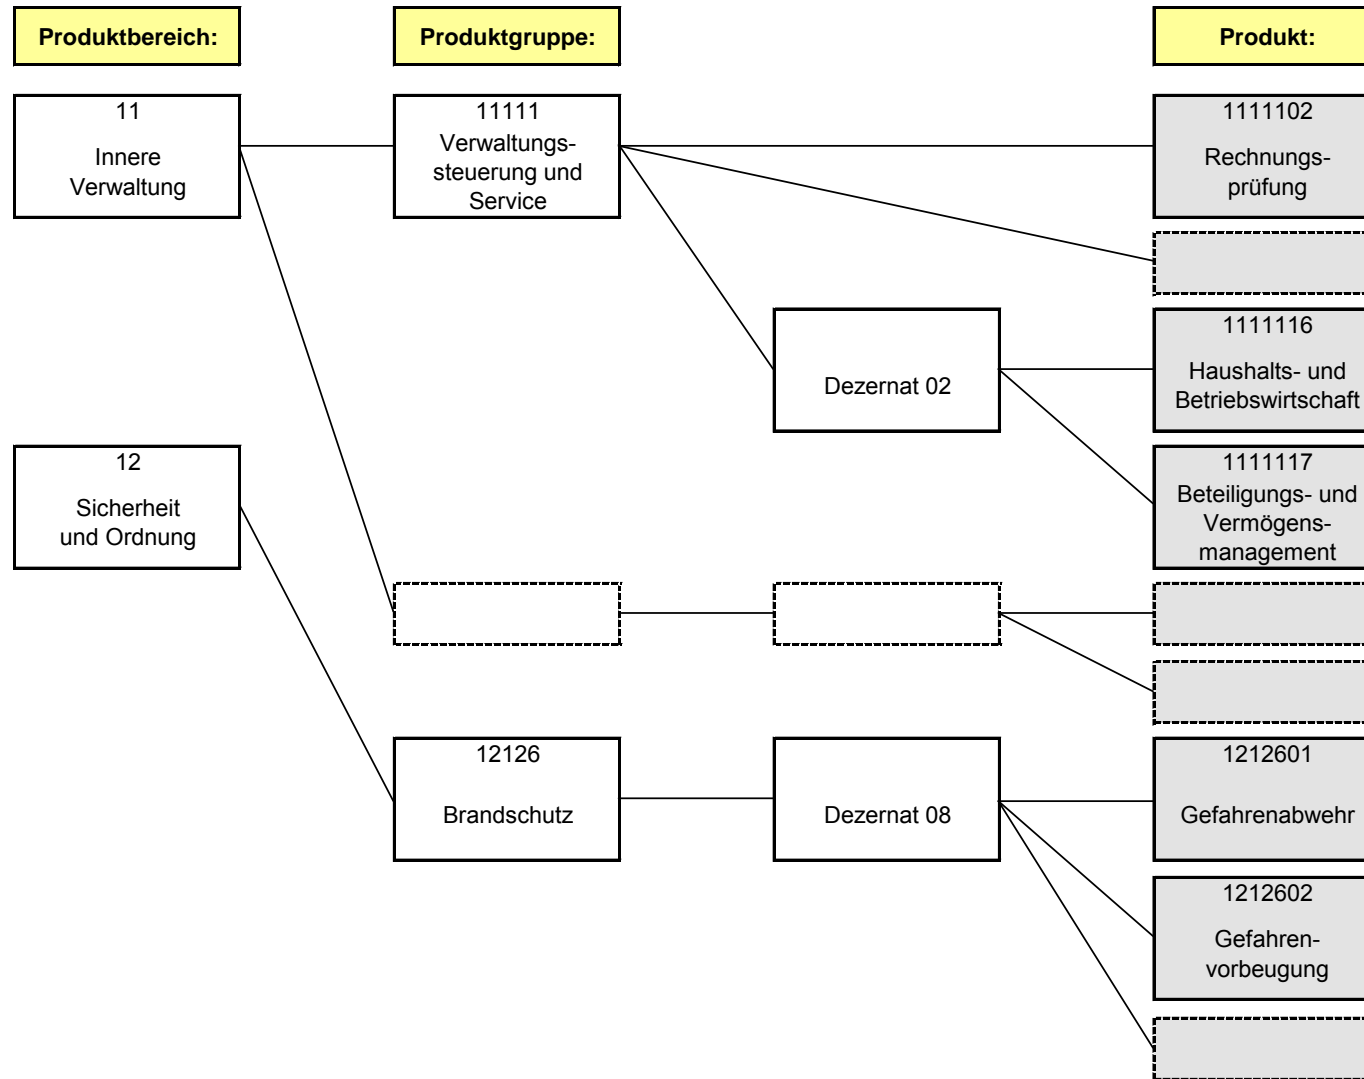 Produktbereich:
Produktgruppe:
Produkt:
11
Innere
Verwaltung
11111
Verwaltungs-
steuerung und
Service
1111102
Rechnungs-
prüfung
Dezernat 02
1111116
Haushalts- und
Betriebswirtschaft
1111117
Beteiligungs- und
Vermögens-
management
12
Sicherheit
und Ordnung
12126
Brandschutz
Dezernat 08
1212601
Gefahrenabwehr
1212602
Gefahren-
vorbeugung